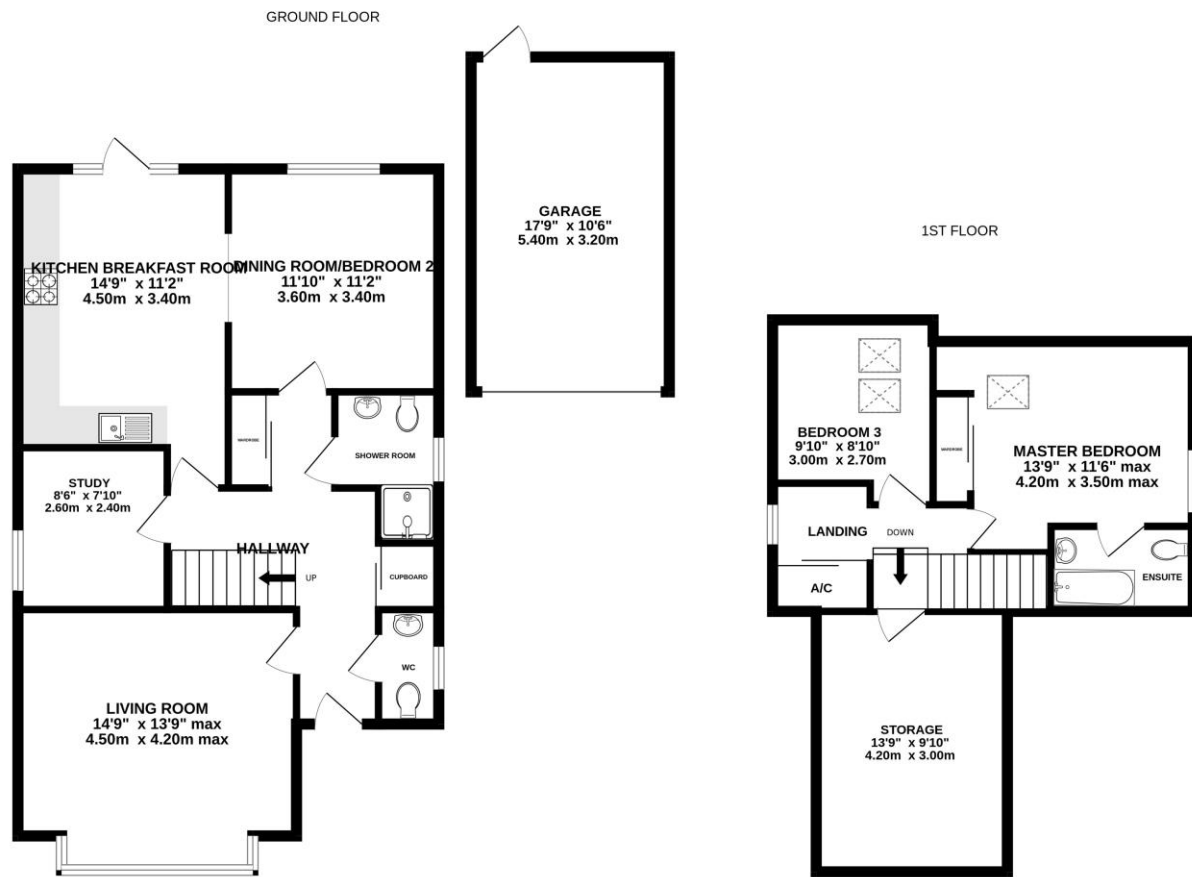 GROUND FLOOR
KITCHEN BREAKFAST ROOM
14'9" x 11'2"
4.50m x 3.40m
DINING ROOM/BEDROOM 2
11'10" x 11'2"
3.60m x 3.40m
GARAGE
17'9" x 10'6"
5.40m x 3.20m
WARDROBE
SHOWER ROOM
STUDY
8'6" x 7'10"
2.60m x 2.40m
HALLWAY
UP
CUPBOARD
WC
LIVING ROOM
14'9" x 13'9" max
4.50m x 4.20m max
1ST FLOOR
BEDROOM 3
9'10" x 8'10"
3.00m x 2.70m
WARDROBE
MASTER BEDROOM
13'9" x 11'6" max
4.20m x 3.50m max
LANDING
DOWN
A/C
ENSUITE
STORAGE
13'9" x 9'10"
4.20m x 3.00m